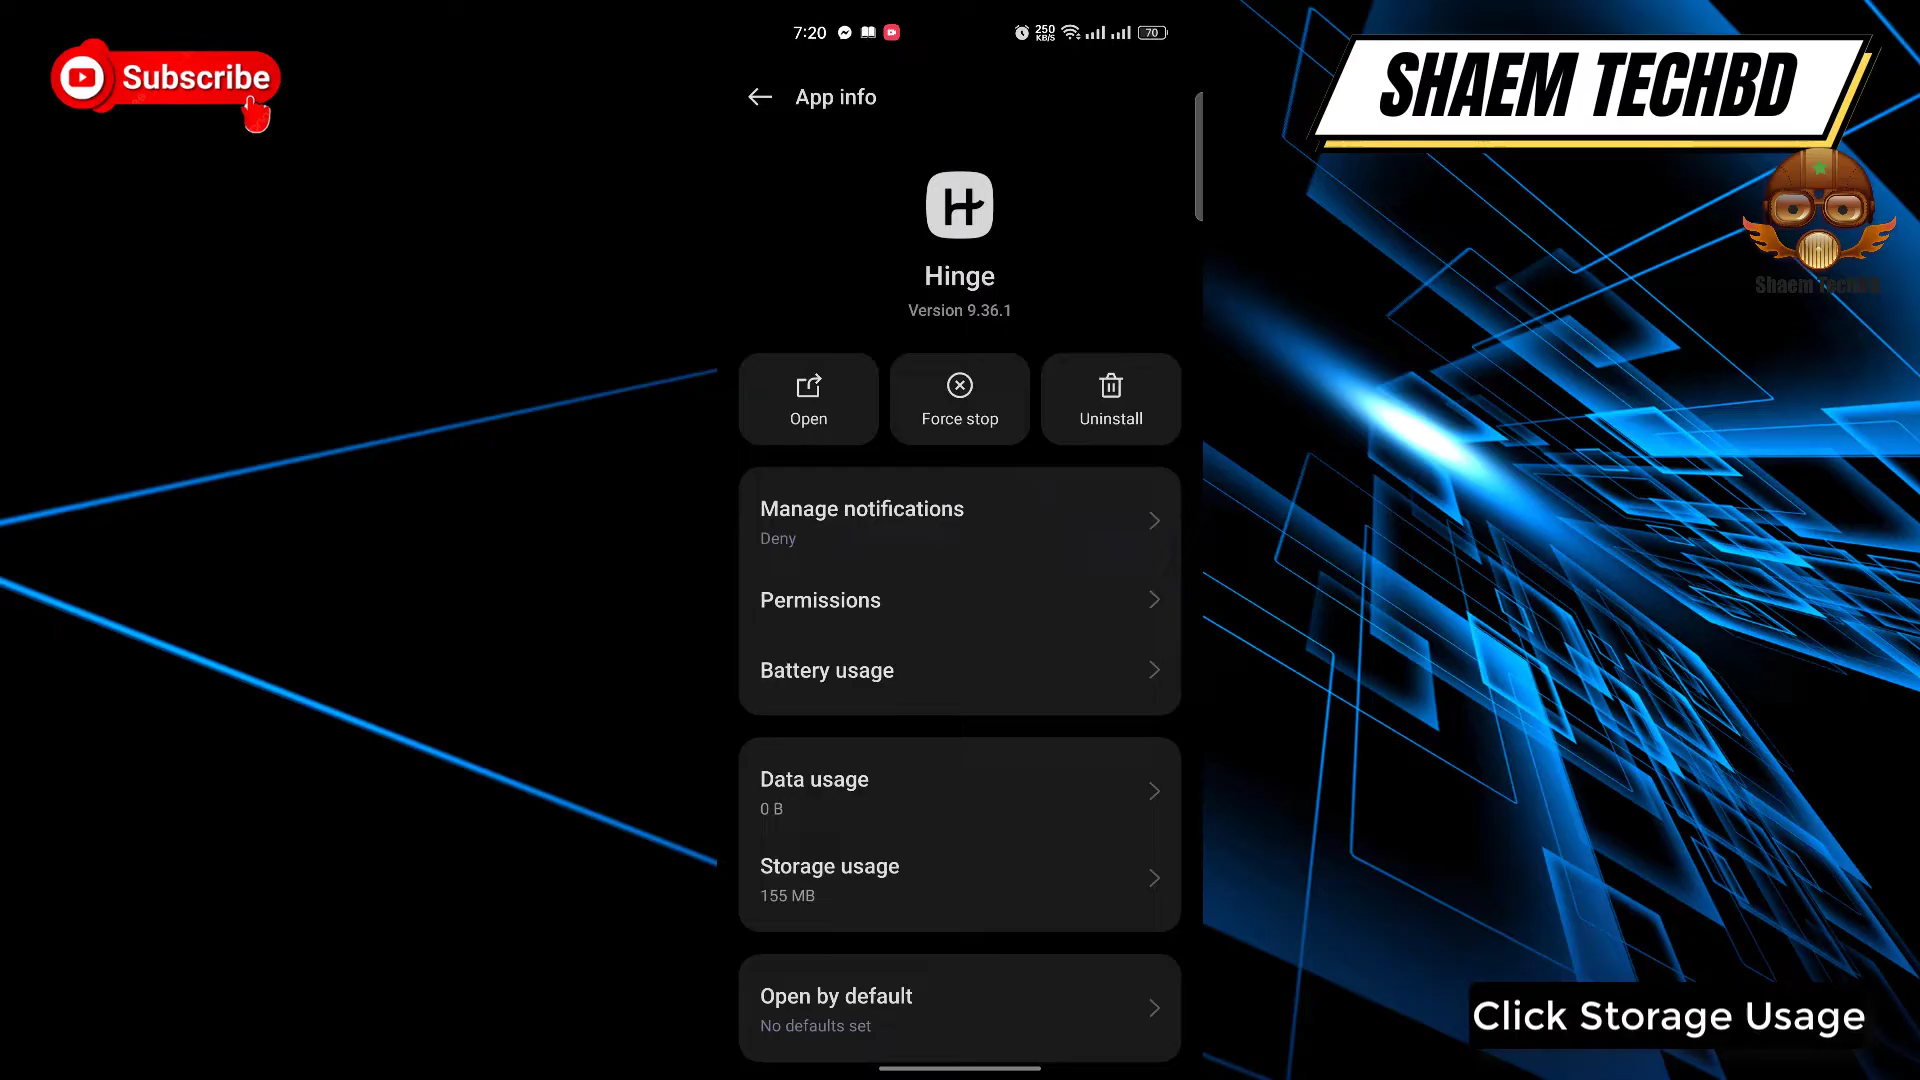 Subscribe
7:20
250
KB/S
70
SHAEM TECHBD
App info
Shaem TechBD
Hinge
Version 9.36.1
Open
Force stop
Uninstall
Manage notifications
Deny
Permissions
Battery usage
Data usage
0 B
Storage usage
155 MB
Open by default
No defaults set
Click Storage Usage